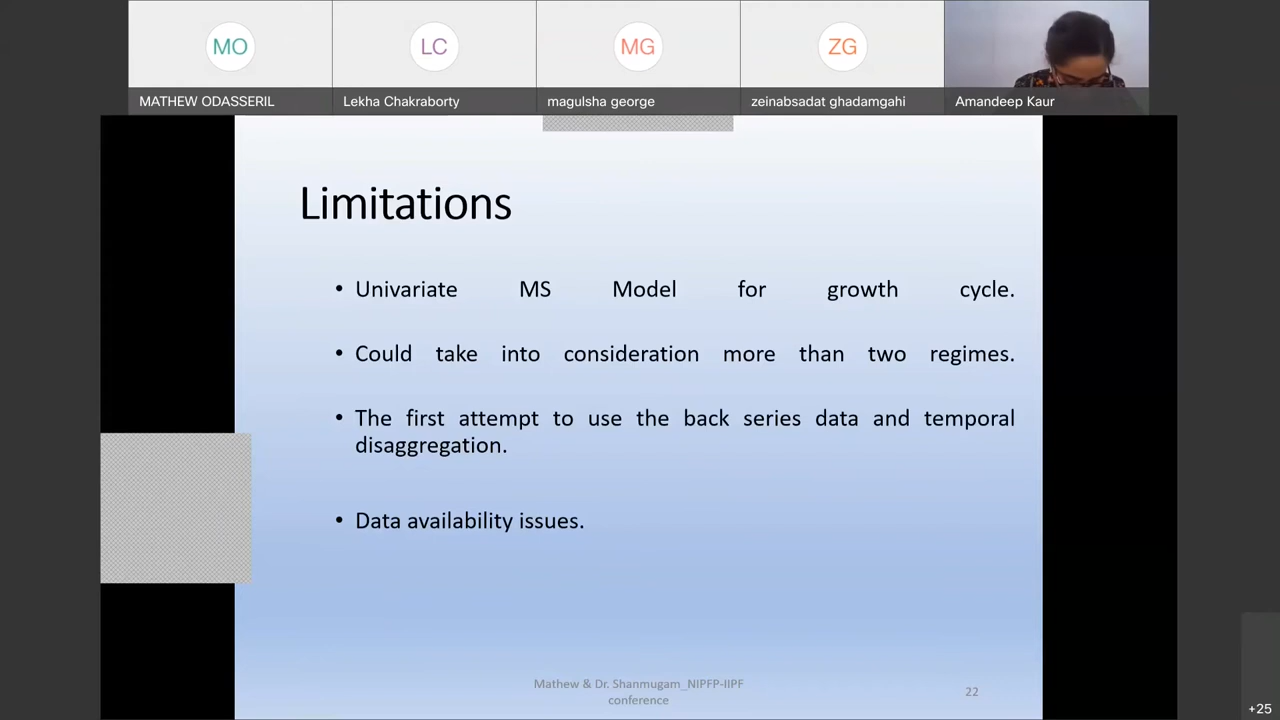 MO
LC
MG
ZG
MATHEW ODASSERIL
Lekha Chakraborty
magulsha george
zeinabsadat ghadamgahi
Amandeep Kaur
Limitations
• Univariate MS Model for growth cycle.
• Could take into consideration more than two regimes.
• The first attempt to use the back series data and temporal
disaggregation.
• Data availability issues.
Mathew & Dr. Shanmugam_NIPFP-IIPF
conference
22
+25